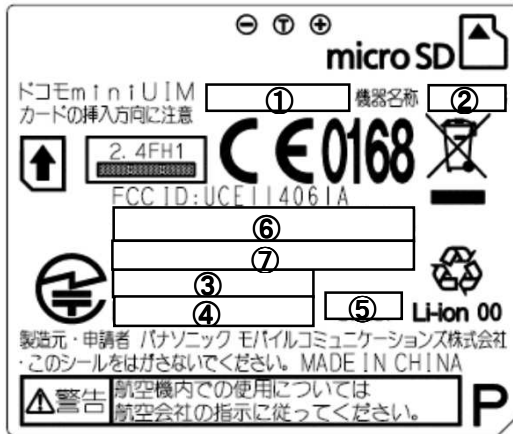 ⊖ Ⓣ ⊕
micro SD
ドコモminiUIM ① 機器名称 ②
カードの挿入方向に注意
2.4FH1
CE0168
FCC ID:UCE114061A
⑥
⑦
③
④ ⑤ Li-ion 00
製造元・申請者 パナソニック モバイルコミュニケーションズ株式会社
・このシールをはがさないでください。 MADE IN CHINA
警告 航空機内での使用については
航空会社の指示に従ってください。
P